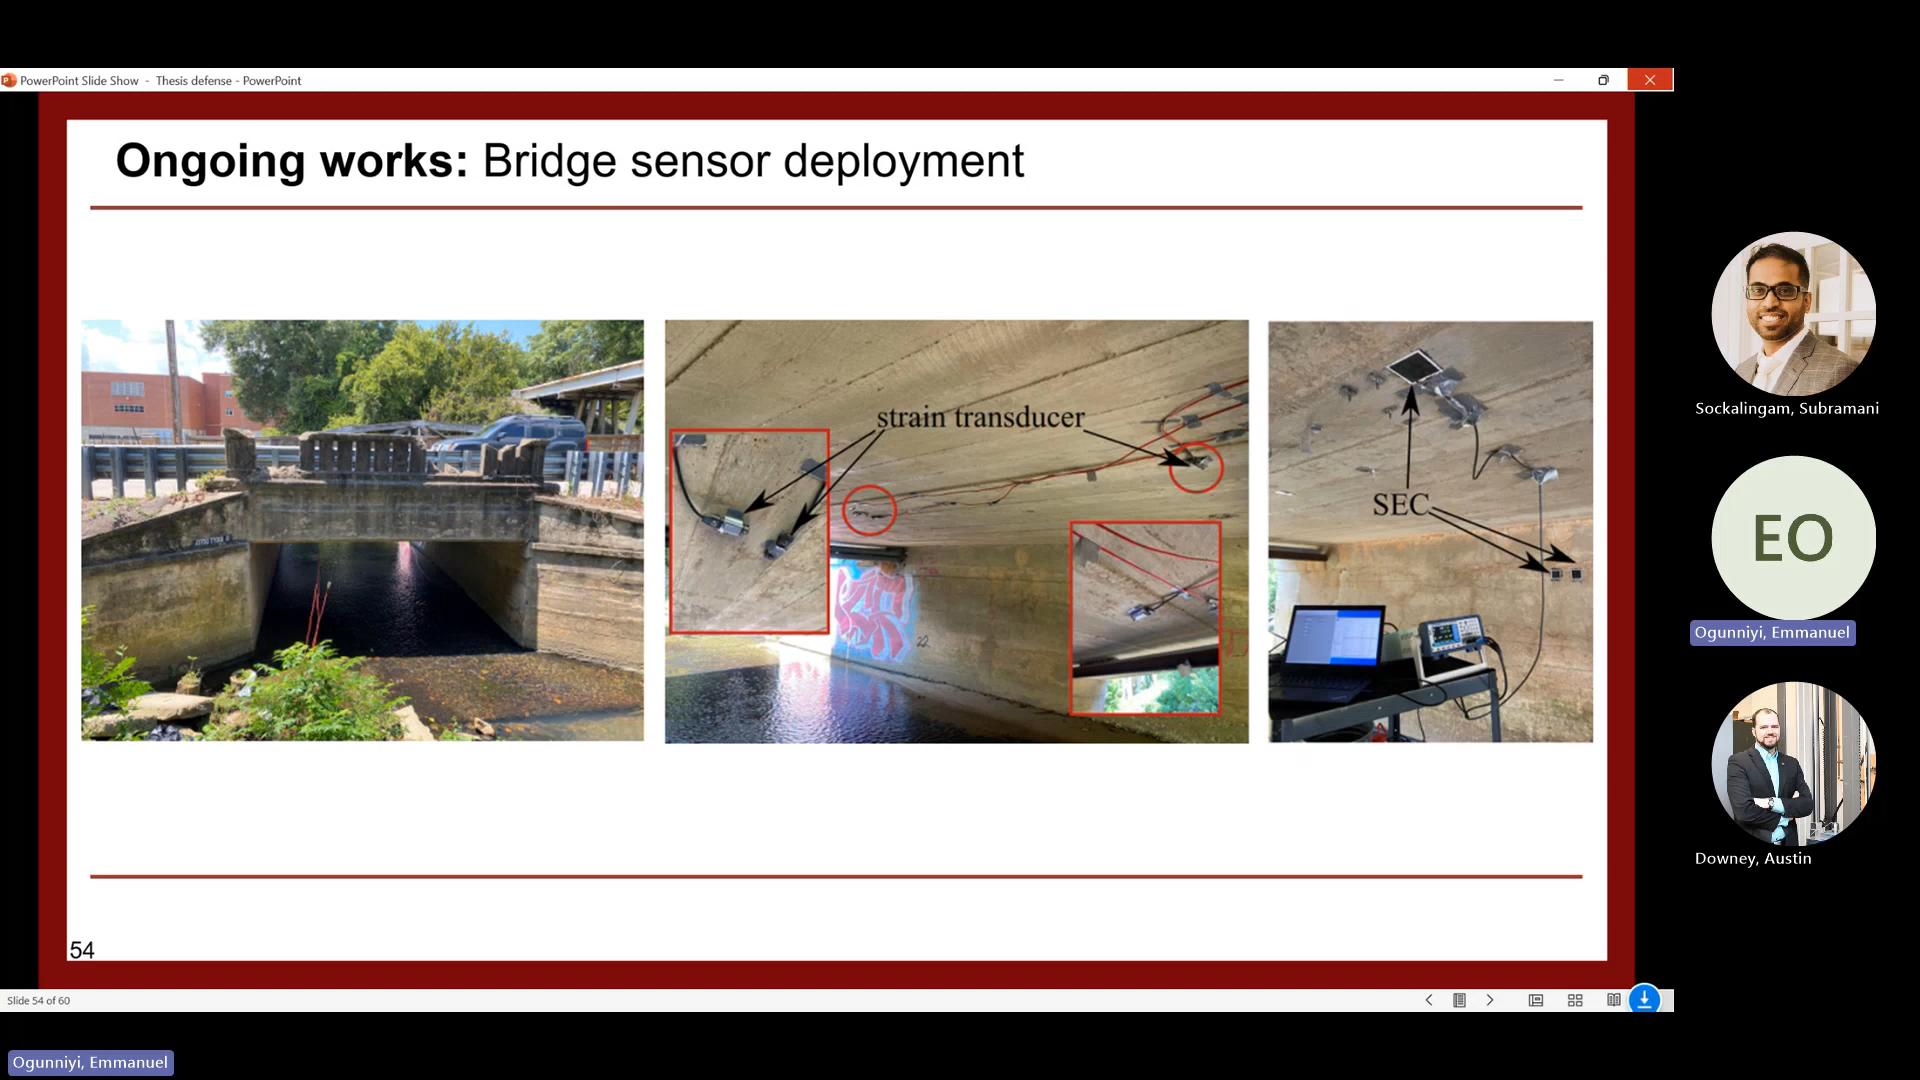 PowerPoint Slide Show - Thesis defense - PowerPoint
Ongoing works: Bridge sensor deployment
strain transducer
SEC
22
54
Slide 54 of 60
Sockalingam, Subramani
EO
Ogunniyi, Emmanuel
Downey, Austin
Ogunniyi, Emmanuel